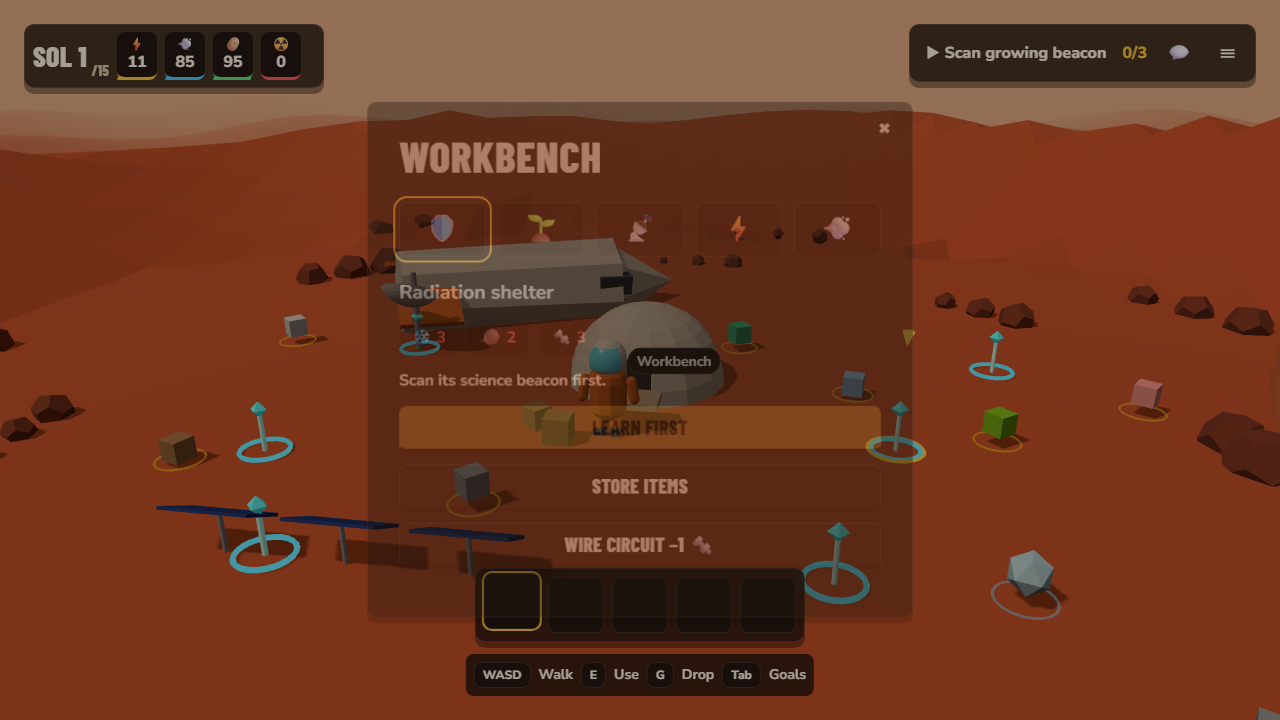 SOL 1 /15
11 85 95 0
▶ Scan growing beacon 0/3
WORKBENCH
Radiation shelter
3 2 3
Workbench
Scan its science beacon first.
LEARN FIRST
STORE ITEMS
WIRE CIRCUIT −1
WASD Walk E Use G Drop Tab Goals